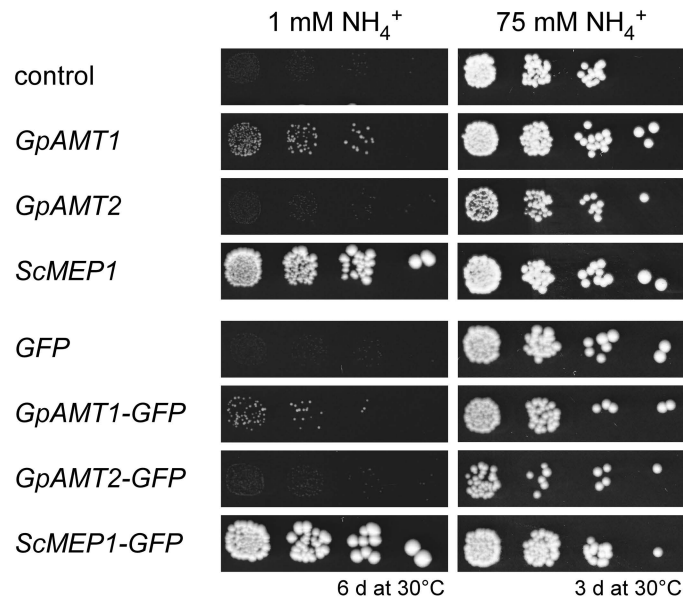 1 mM NH₄⁺ 75 mM NH₄⁺
control
GpAMT1
GpAMT2
ScMEP1
GFP
GpAMT1-GFP
GpAMT2-GFP
ScMEP1-GFP
6 d at 30°C 3 d at 30°C